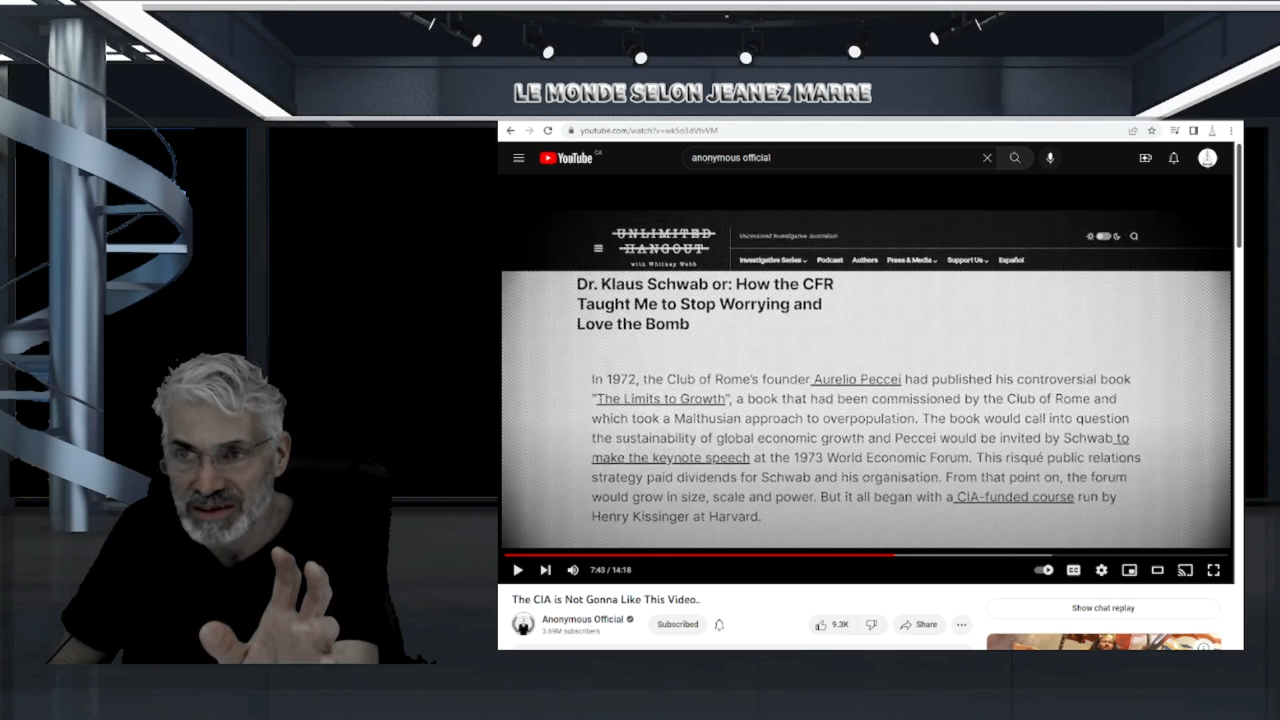 LE MONDE SELON JEANEZ MARRE
youtube.com/watch?v=wkSo3dVtvVM
YouTube CA
anonymous official
UNLIMITED
HANGOUT
with Whitney Webb
Unconstrained Investigative Journalism
Investigative Series Podcast Authors Press & Media Support Us Español
Dr. Klaus Schwab or: How the CFR
Taught Me to Stop Worrying and
Love the Bomb
In 1972, the Club of Rome's founder Aurelio Peccei had published his controversial book
"The Limits to Growth", a book that had been commissioned by the Club of Rome and
which took a Malthusian approach to overpopulation. The book would call into question
the sustainability of global economic growth and Peccei would be invited by Schwab to
make the keynote speech at the 1973 World Economic Forum. This risqué public relations
strategy paid dividends for Schwab and his organisation. From that point on, the forum
would grow in size, scale and power. But it all began with a CIA-funded course run by
Henry Kissinger at Harvard.
7:43 / 14:18
CC
The CIA is Not Gonna Like This Video..
Show chat replay
Anonymous Official
3.69M subscribers
Subscribed
9.3K
Share